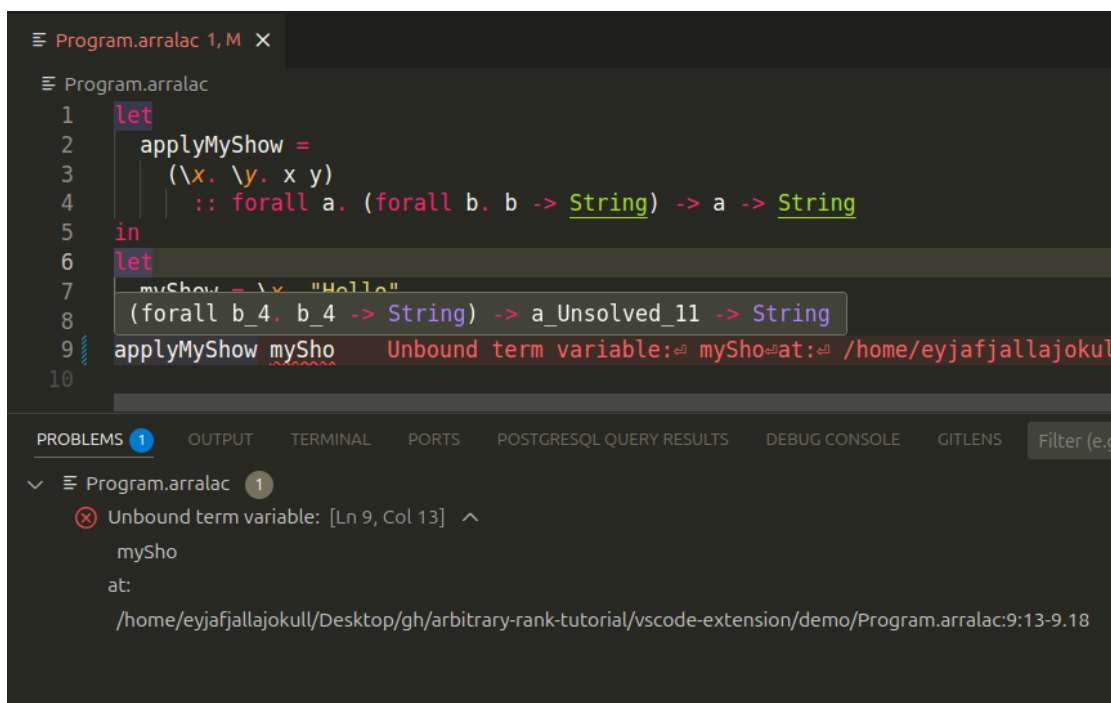 Program.arralac 1, M
Program.arralac
1 let
2 applyMyShow =
3 (\x. \y. x y)
4 :: forall a. (forall b. b -> String) -> a -> String
5 in
6 let
7 myShow = \x. "Hello"
8 (forall b_4. b_4 -> String) -> a_Unsolved_11 -> String
9 applyMyShow mySho Unbound term variable:⏎ mySho⏎at:⏎ /home/eyjafjallajokul
10
PROBLEMS 1 OUTPUT TERMINAL PORTS POSTGRESQL QUERY RESULTS DEBUG CONSOLE GITLENS Filter (e.
Program.arralac 1
Unbound term variable: [Ln 9, Col 13]
mySho
at:
/home/eyjafjallajokull/Desktop/gh/arbitrary-rank-tutorial/vscode-extension/demo/Program.arralac:9:13-9.18